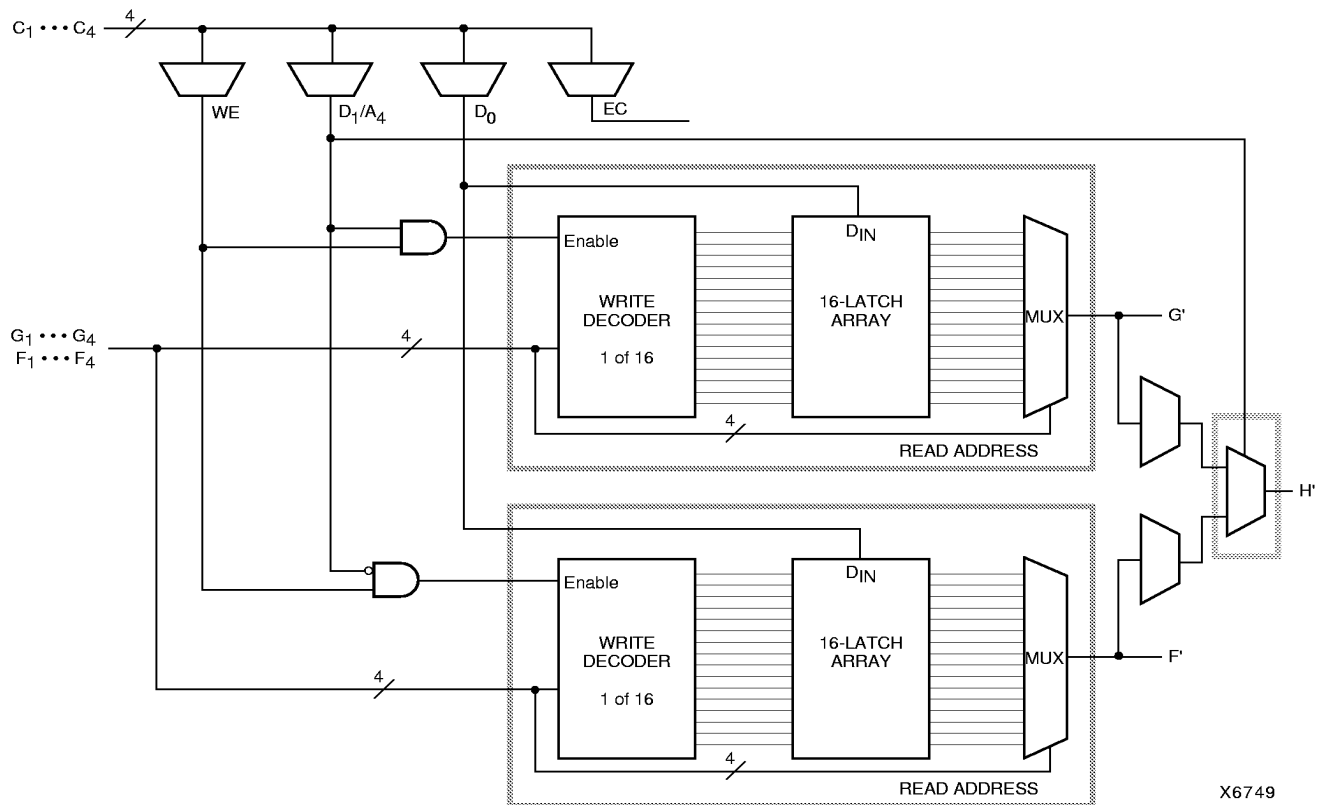 C1 ••• C4
4
WE
D1/A4
D0
EC
Enable
WRITE
DECODER
1 of 16
DIN
16-LATCH
ARRAY
MUX
G'
G1 ••• G4
F1 ••• F4
4
4
READ ADDRESS
H'
Enable
WRITE
DECODER
1 of 16
DIN
16-LATCH
ARRAY
MUX
F'
4
4
READ ADDRESS
X6749